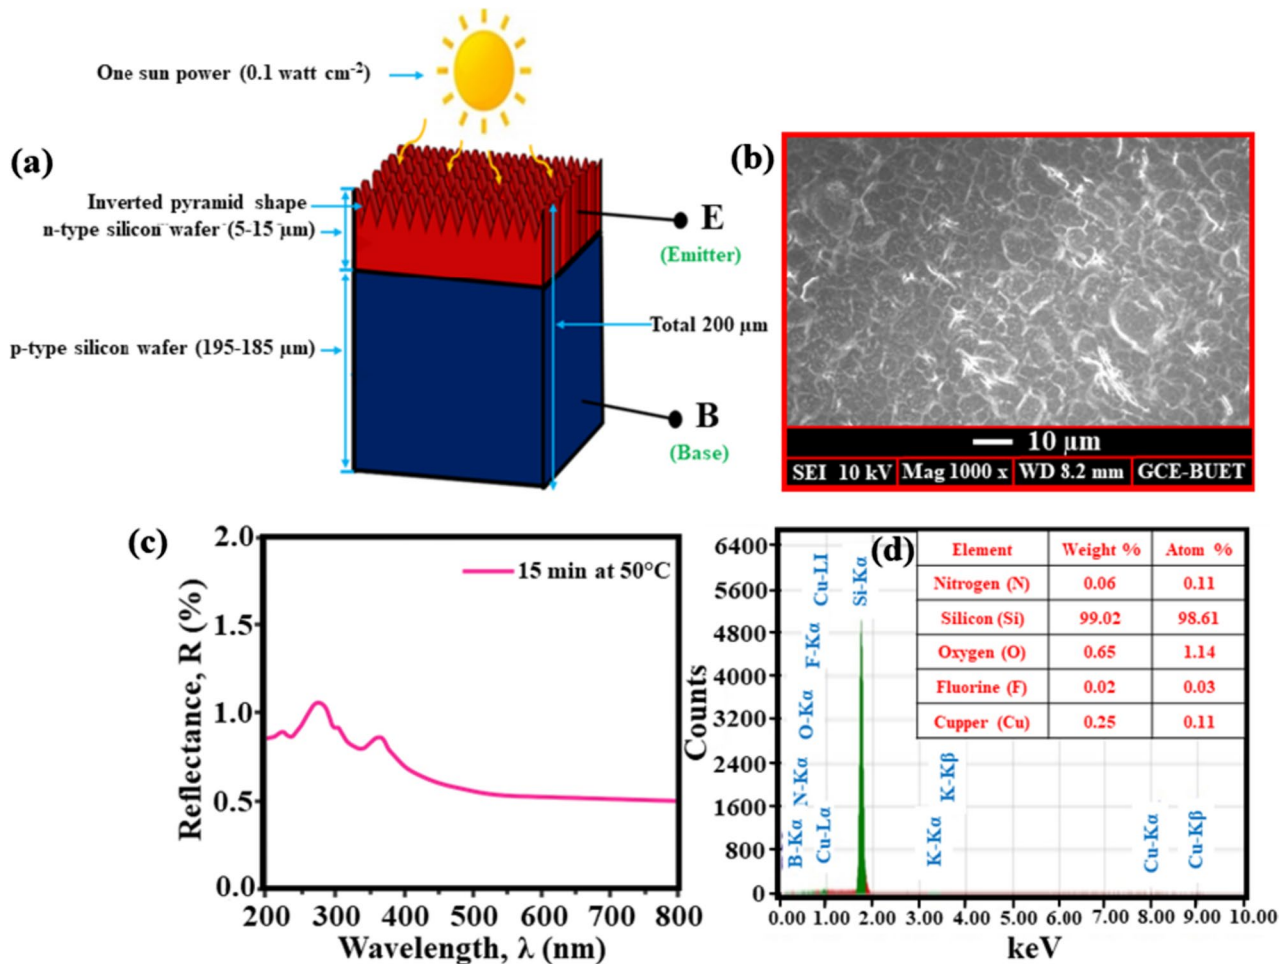 One sun power (0.1 watt cm-2)
(a)
Inverted pyramid shape
n-type silicon wafer (5-15 µm)
E
(Emitter)
Total 200 µm
p-type silicon wafer (195-185 µm)
B
(Base)
(b)
10 µm
SEI 10 kV Mag 1000 x WD 8.2 mm GCE-BUET
(c)
2.0
1.5
1.0
0.5
0.0
Reflectance, R (%)
15 min at 50°C
200 300 400 500 600 700 800
Wavelength, λ (nm)
(d)
6400
5600
4800
4000
3200
2400
1600
800
0
Counts
B-Kα
N-Kα
O-Kα
F-Kα
Cu-LI
Cu-Lα
Si-Kα
K-Kα
K-Kβ
Cu-Kα
Cu-Kβ
Element Weight % Atom %
Nitrogen (N) 0.06 0.11
Silicon (Si) 99.02 98.61
Oxygen (O) 0.65 1.14
Fluorine (F) 0.02 0.03
Cupper (Cu) 0.25 0.11
0.00 1.00 2.00 3.00 4.00 5.00 6.00 7.00 8.00 9.00 10.00
keV